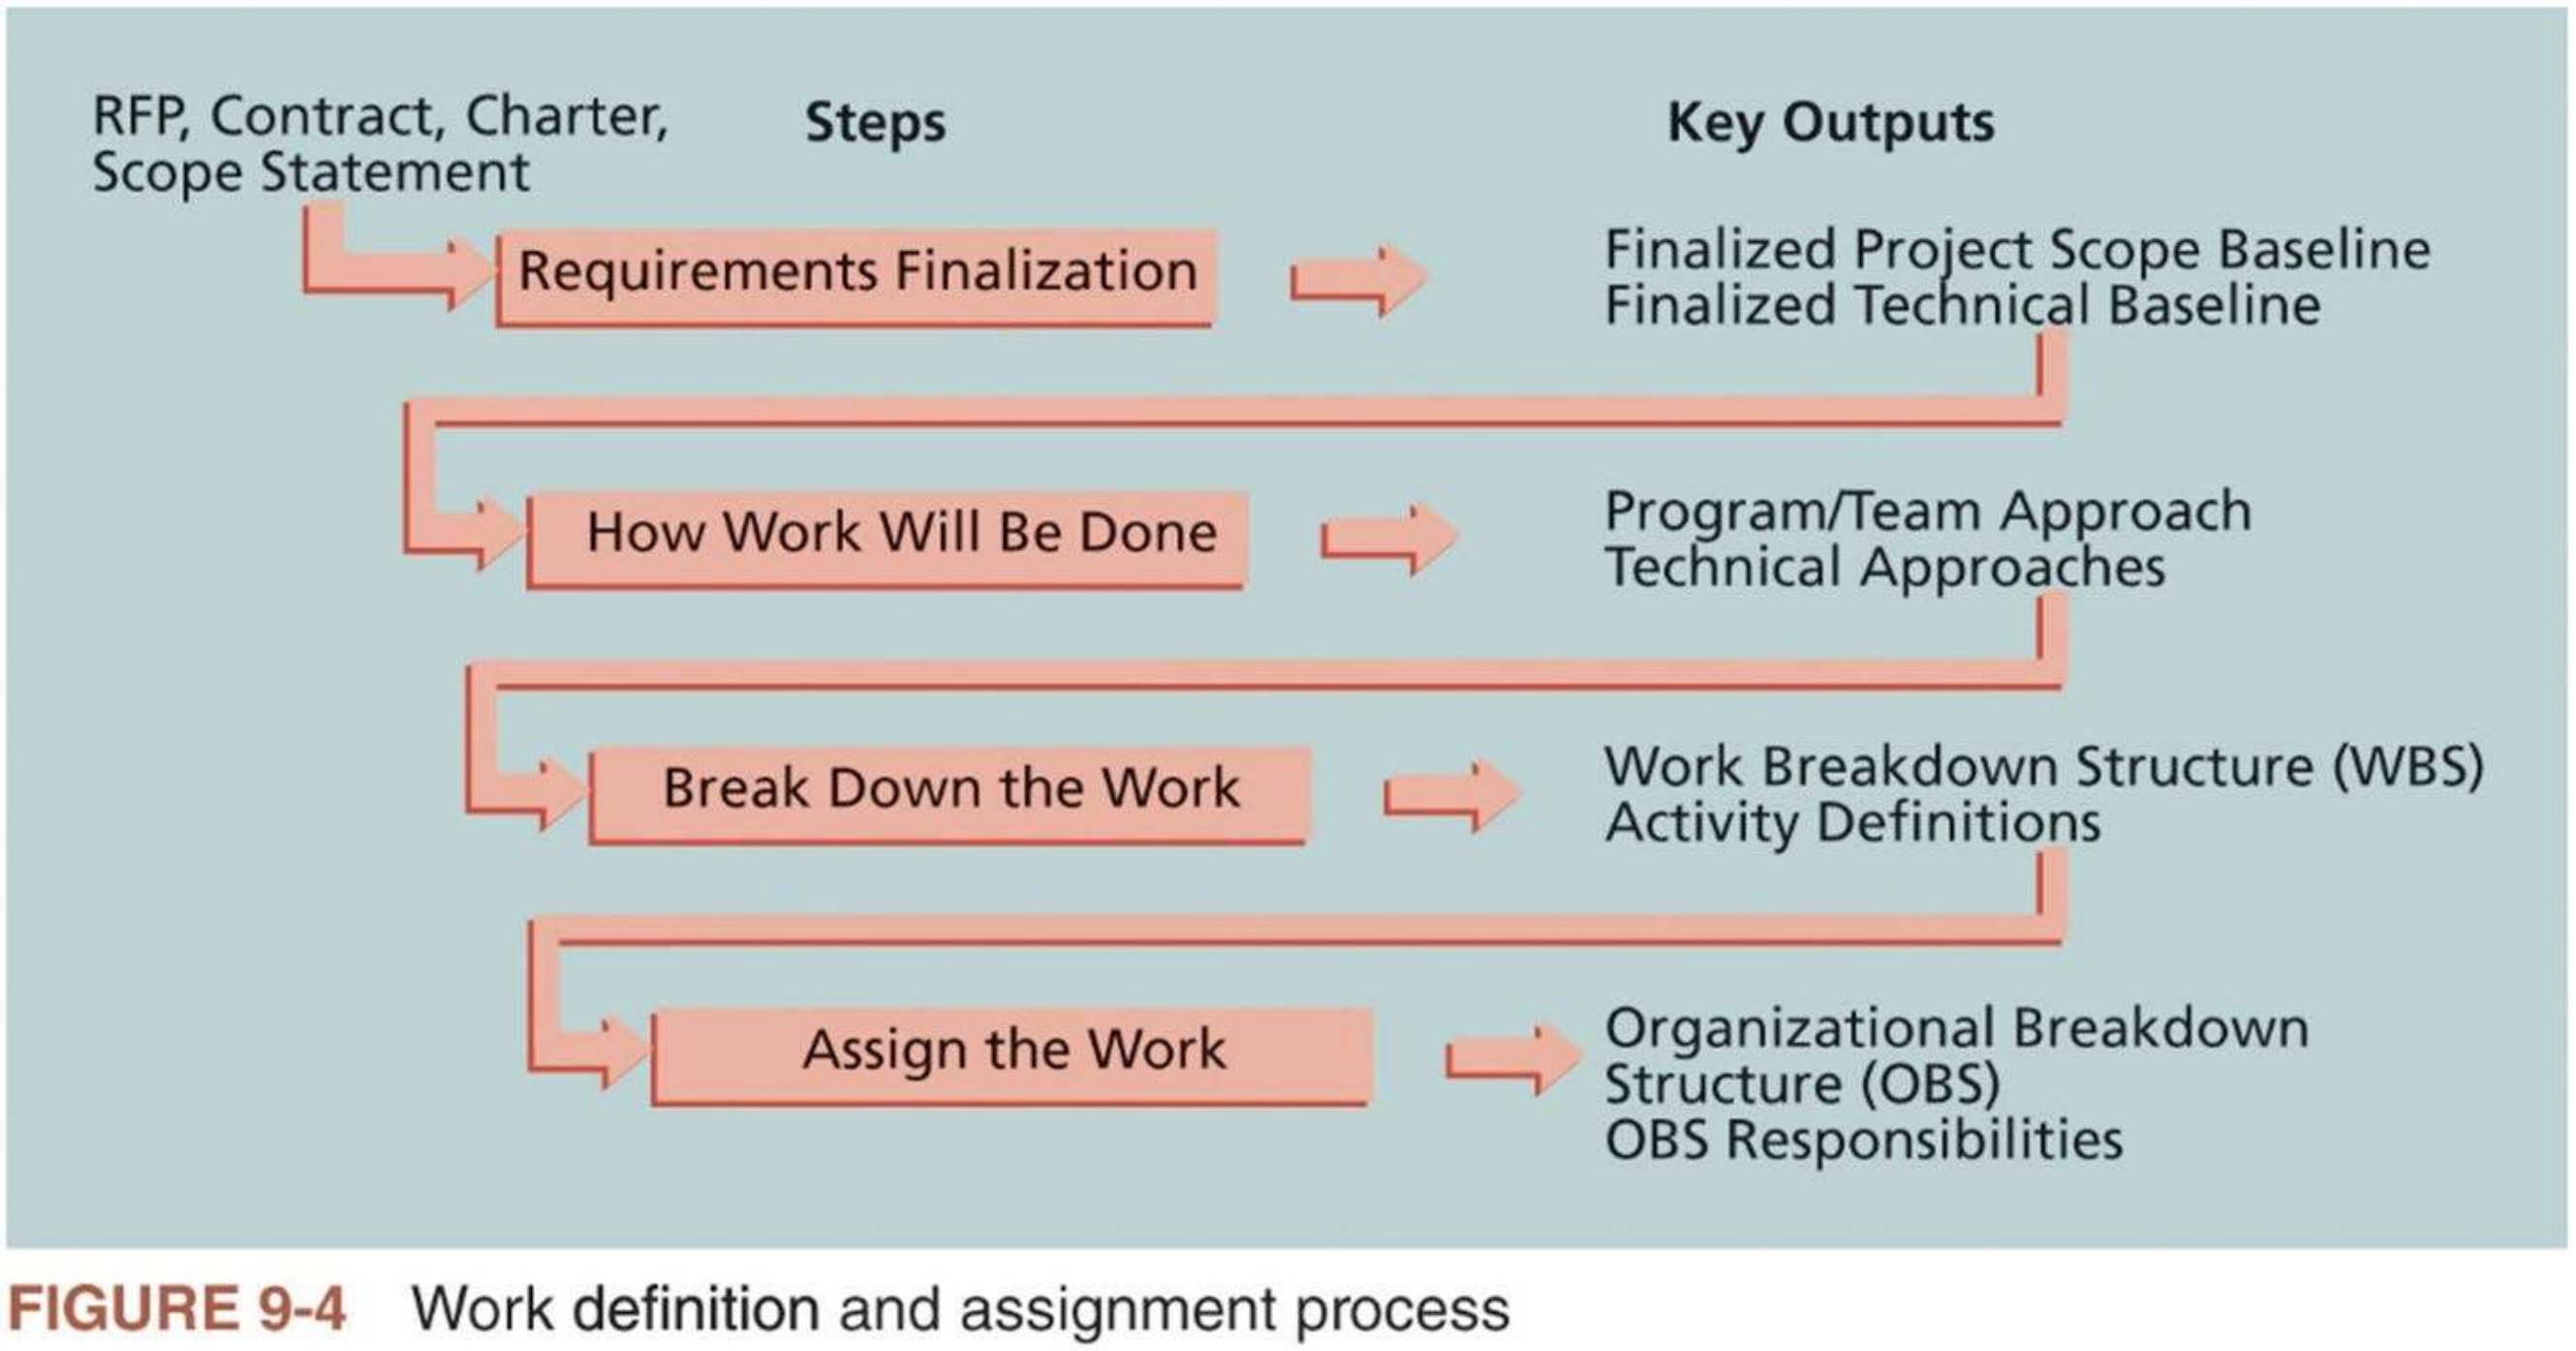 RFP, Contract, Charter,
Scope Statement
Steps
Key Outputs
Requirements Finalization
Finalized Project Scope Baseline
Finalized Technical Baseline
How Work Will Be Done
Program/Team Approach
Technical Approaches
Break Down the Work
Work Breakdown Structure (WBS)
Activity Definitions
Assign the Work
Organizational Breakdown
Structure (OBS)
OBS Responsibilities
FIGURE 9-4 Work definition and assignment process